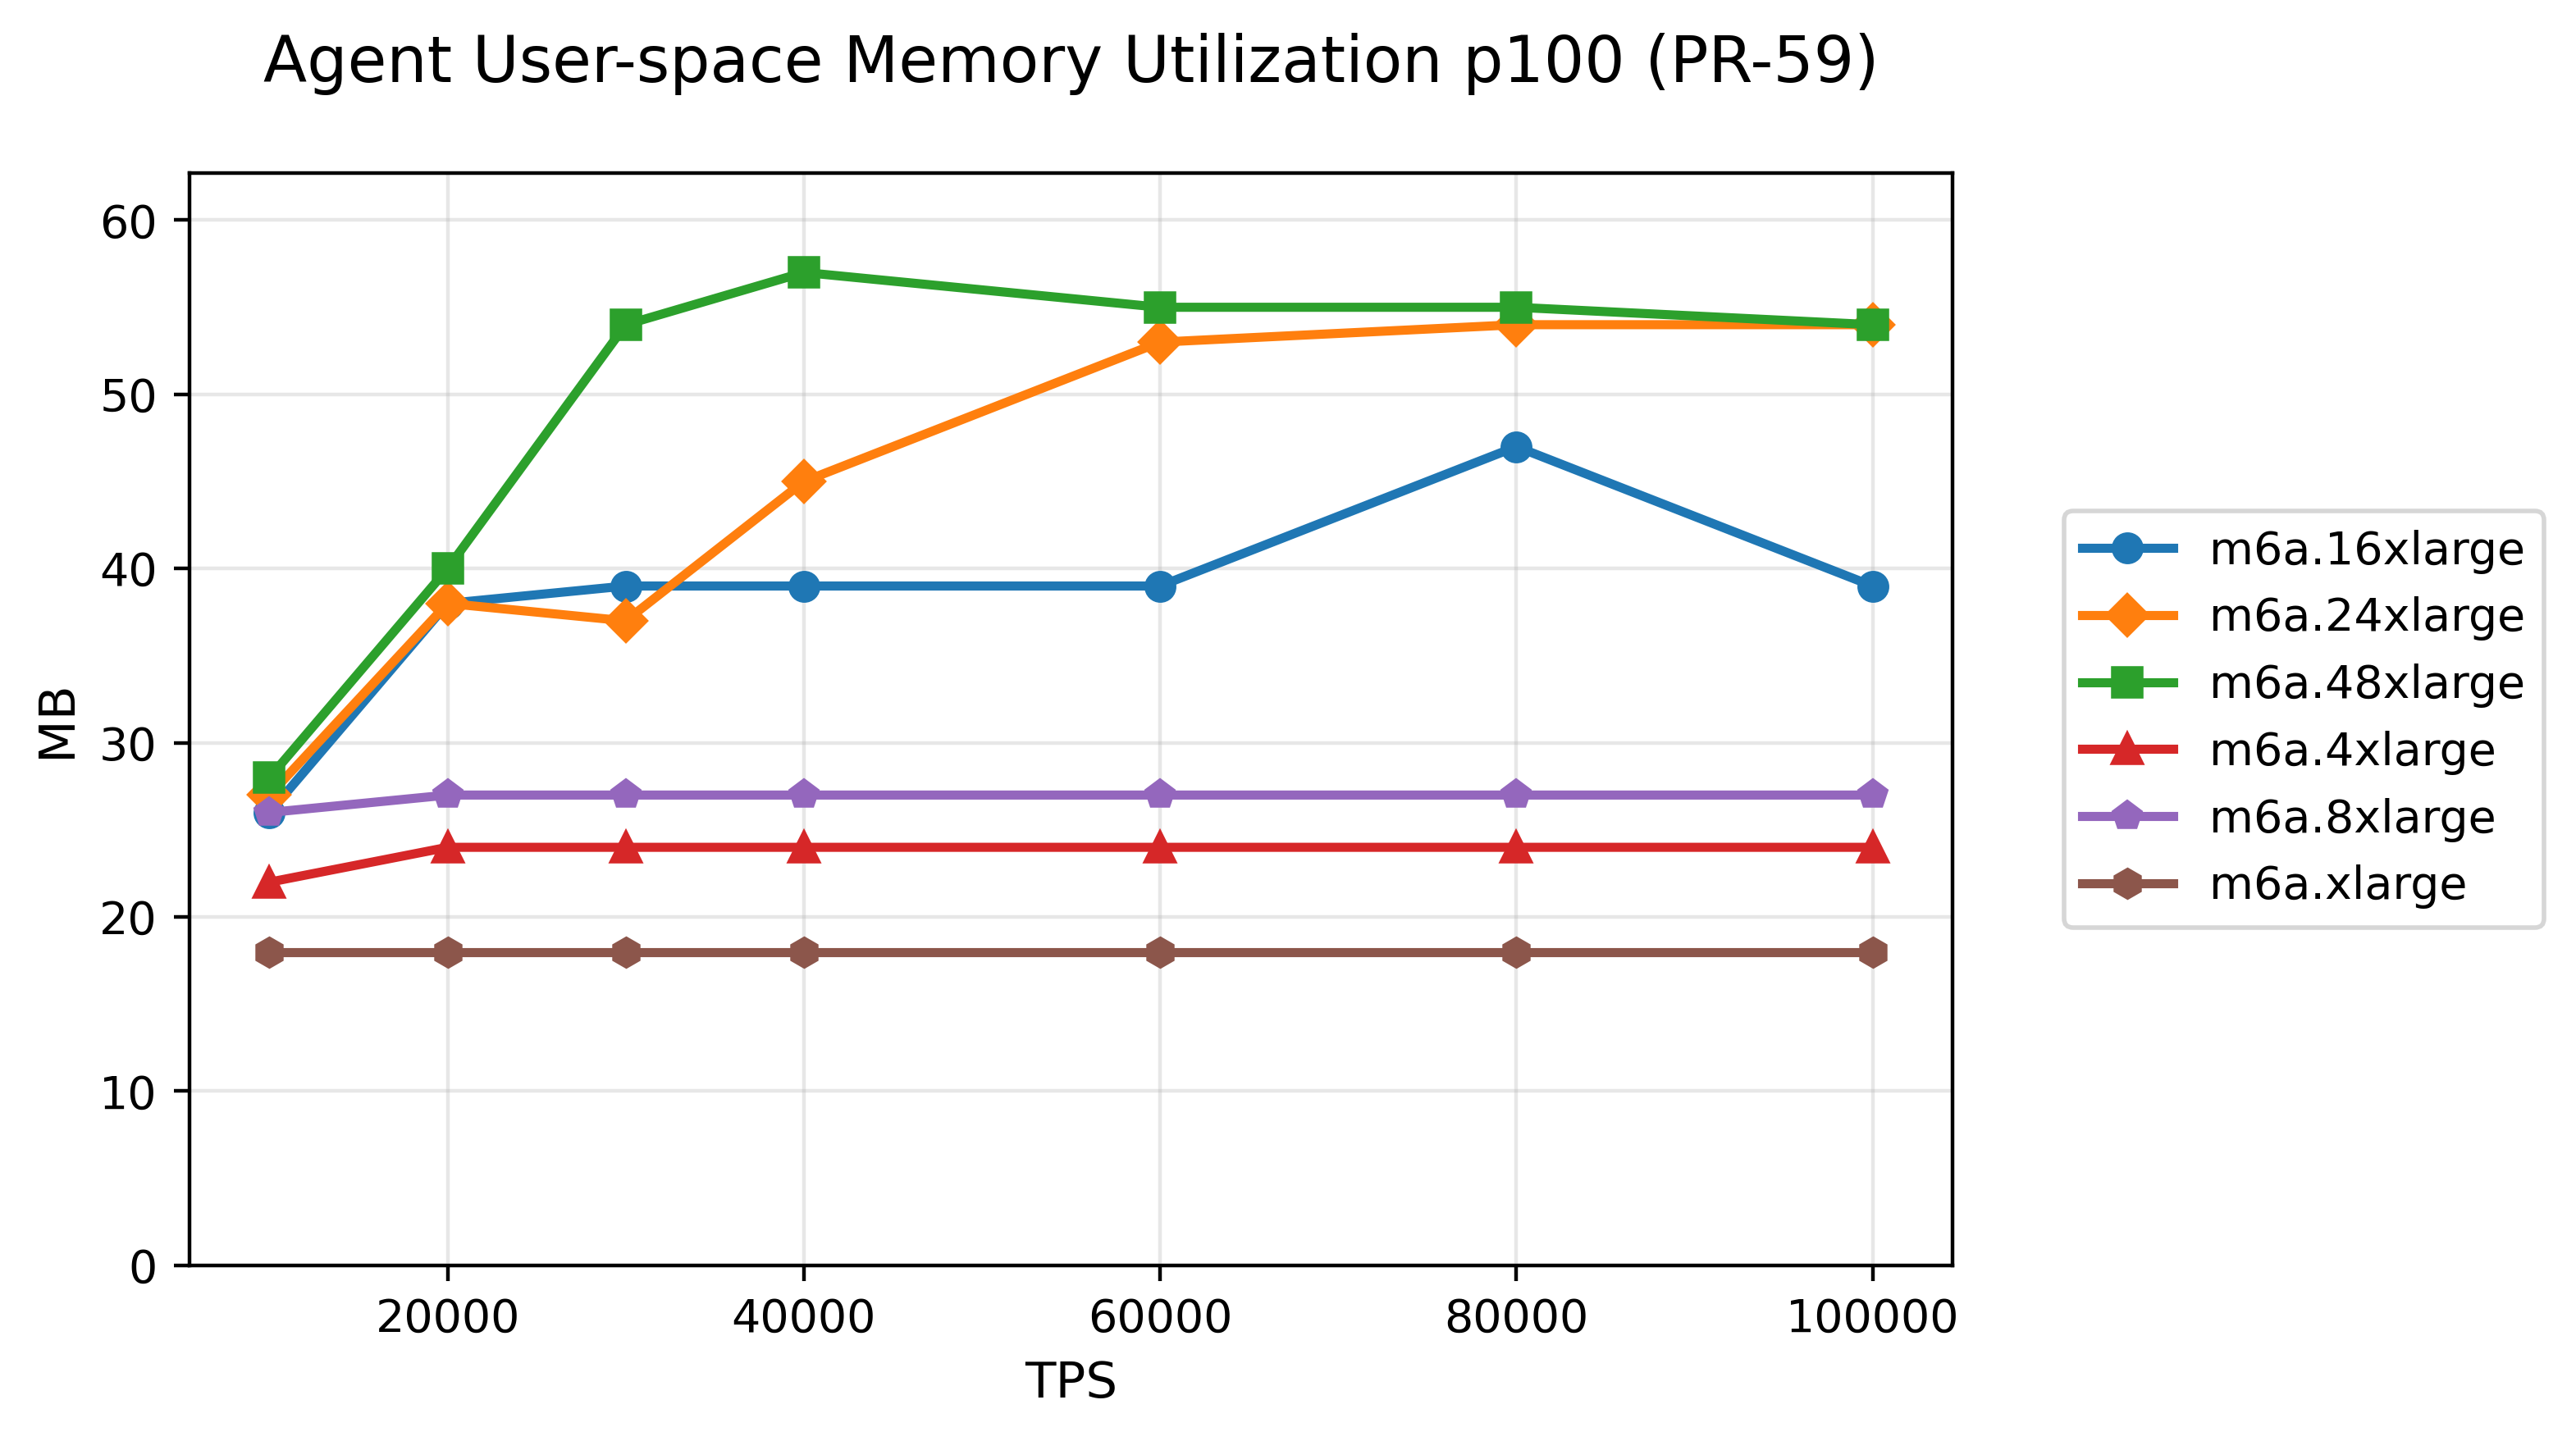 Agent User-space Memory Utilization p100 (PR-59)
60
50
40
30
20
10
0
MB
20000 40000 60000 80000 100000
TPS
m6a.16xlarge
m6a.24xlarge
m6a.48xlarge
m6a.4xlarge
m6a.8xlarge
m6a.xlarge